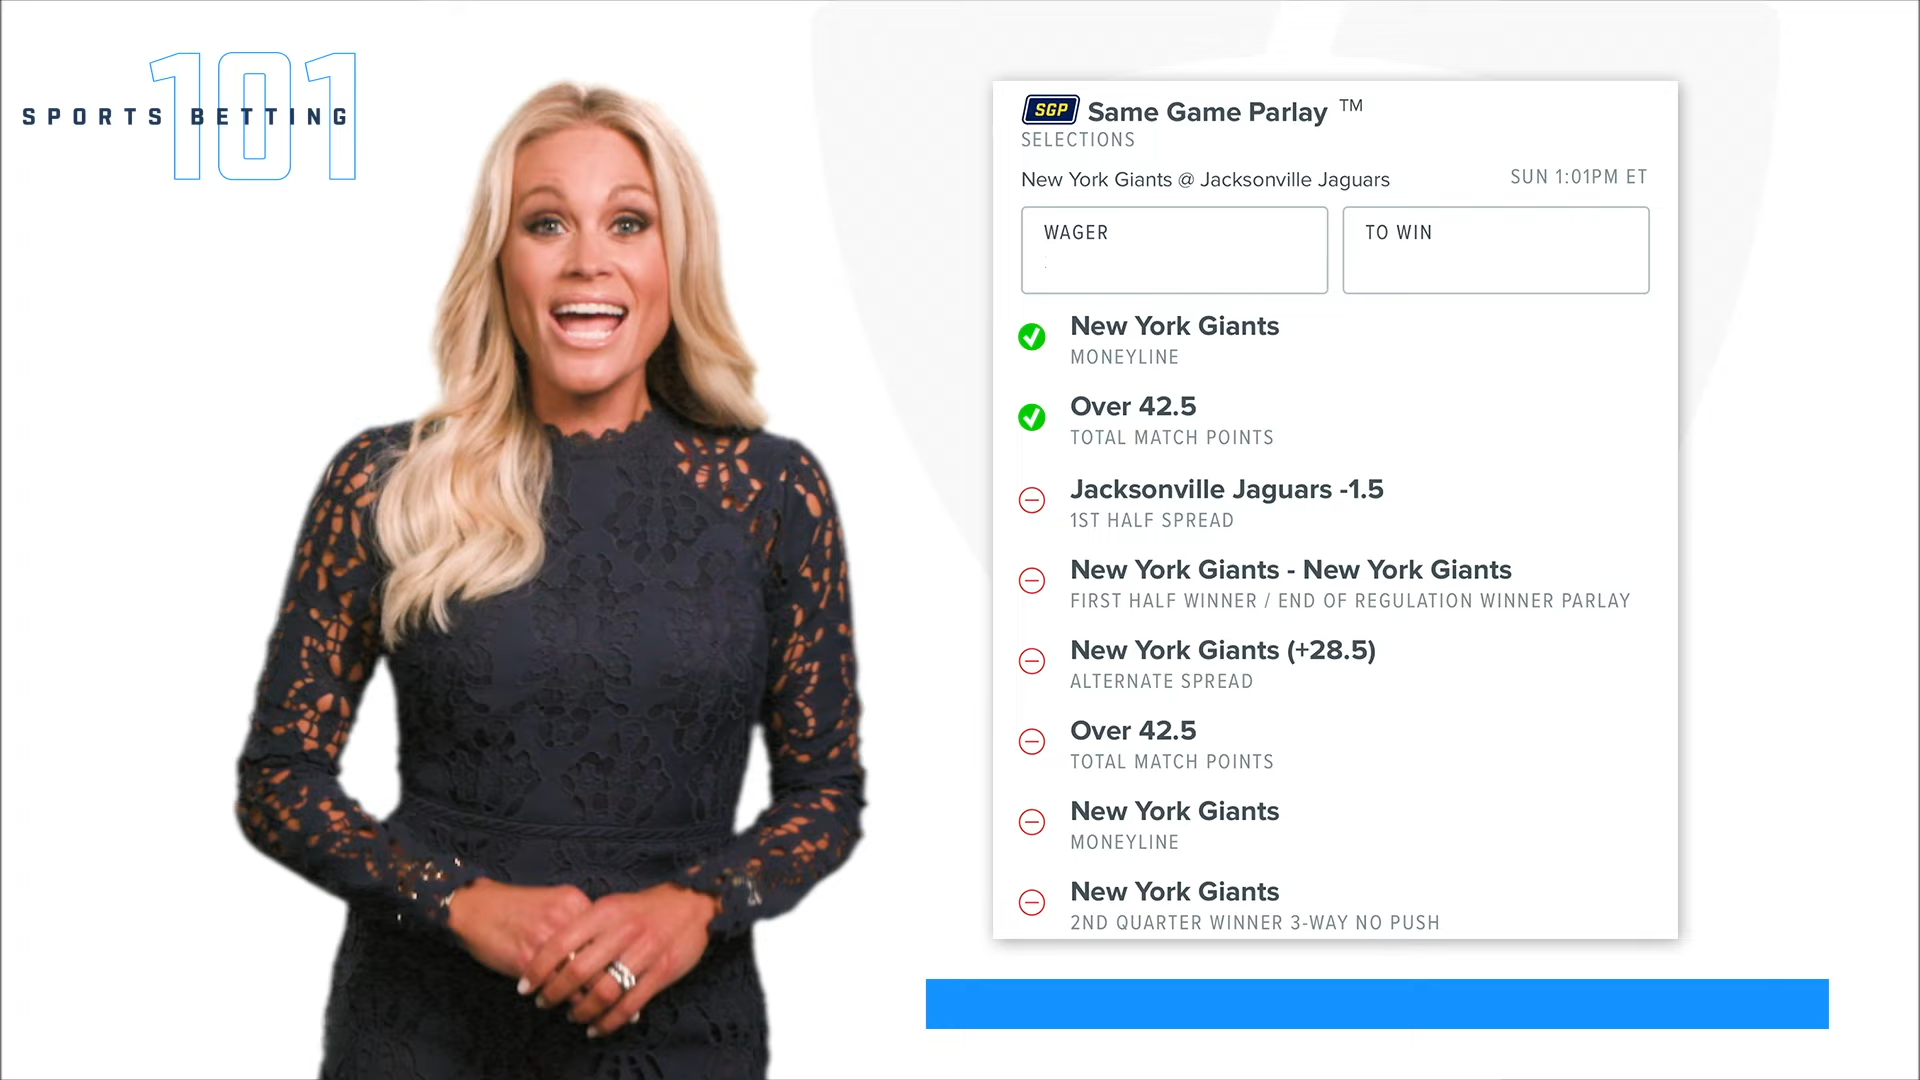 101
SPORTS BETTING
SGP Same Game Parlay ™
SELECTIONS
New York Giants @ Jacksonville Jaguars SUN 1:01PM ET
WAGER TO WIN
New York Giants
MONEYLINE
Over 42.5
TOTAL MATCH POINTS
Jacksonville Jaguars -1.5
1ST HALF SPREAD
New York Giants - New York Giants
FIRST HALF WINNER / END OF REGULATION WINNER PARLAY
New York Giants (+28.5)
ALTERNATE SPREAD
Over 42.5
TOTAL MATCH POINTS
New York Giants
MONEYLINE
New York Giants
2ND QUARTER WINNER 3-WAY NO PUSH